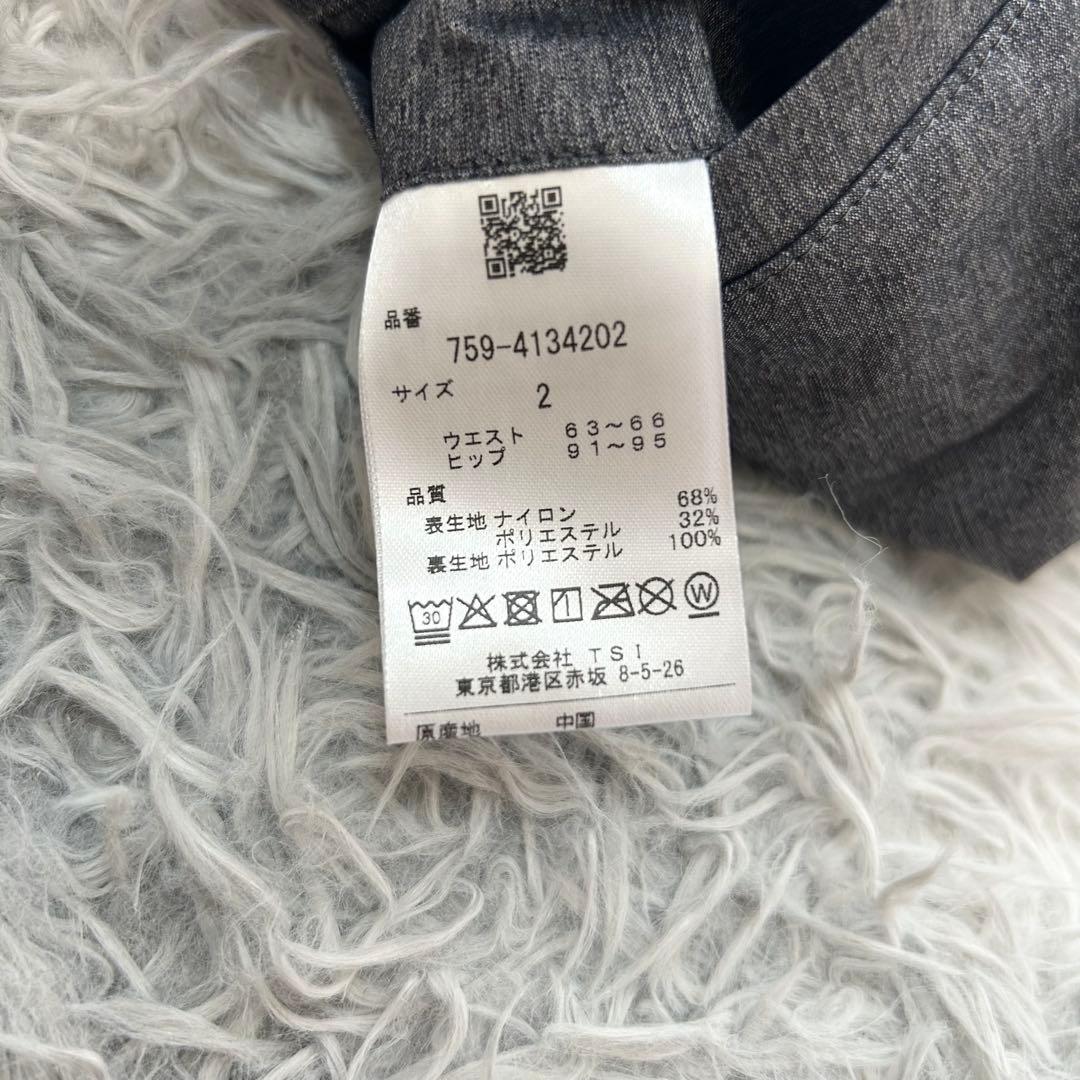 品番
759-4134202
サイズ 2
ウエスト 63～66
ヒップ 91～95
品質
表生地 ナイロン 68%
ポリエステル 32%
裏生地 ポリエステル 100%
30 W
株式会社 TSI
東京都港区赤坂 8-5-26
原産地 中国